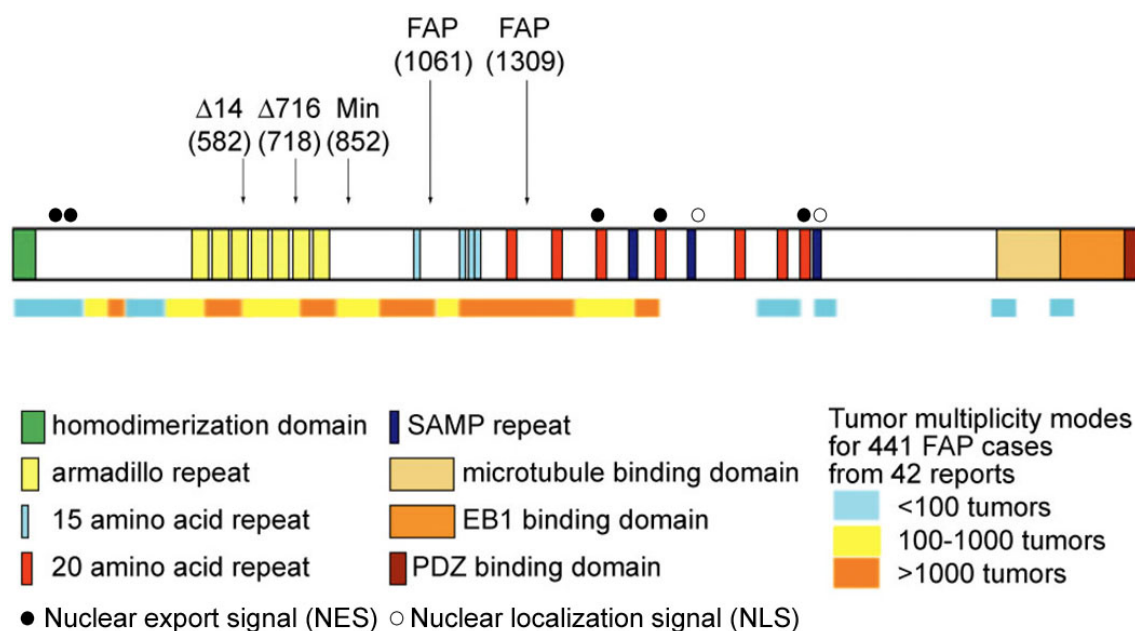 FAP FAP
(1061) (1309)
Δ14 Δ716 Min
(582) (718) (852)
homodimerization domain
armadillo repeat
15 amino acid repeat
20 amino acid repeat
SAMP repeat
microtubule binding domain
EB1 binding domain
PDZ binding domain
Nuclear export signal (NES)
Nuclear localization signal (NLS)
Tumor multiplicity modes
for 441 FAP cases
from 42 reports
<100 tumors
100-1000 tumors
>1000 tumors